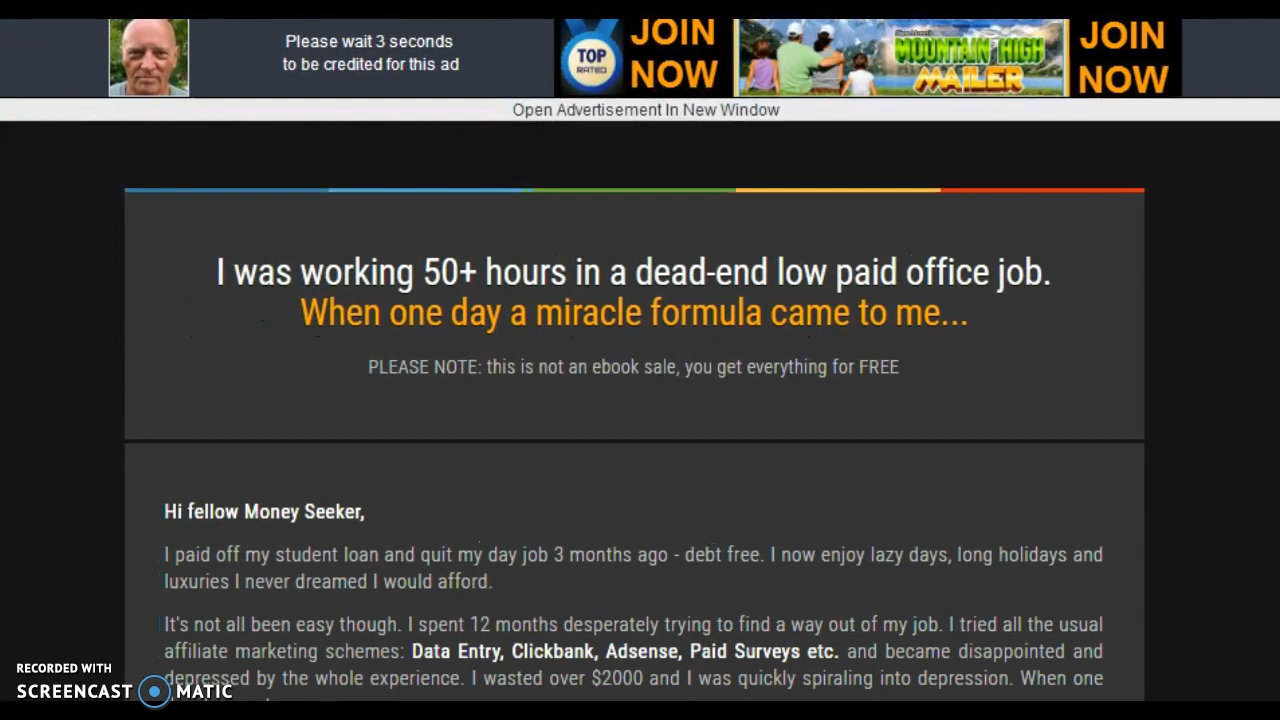 Please wait 3 seconds
to be credited for this ad
TOP
RATED
JOIN
NOW
MOUNTAIN HIGH
MAILER
JOIN
NOW
Open Advertisement In New Window
I was working 50+ hours in a dead-end low paid office job.
When one day a miracle formula came to me...
PLEASE NOTE: this is not an ebook sale, you get everything for FREE
Hi fellow Money Seeker,
I paid off my student loan and quit my day job 3 months ago - debt free. I now enjoy lazy days, long holidays and
luxuries I never dreamed I would afford.
It's not all been easy though. I spent 12 months desperately trying to find a way out of my job. I tried all the usual
affiliate marketing schemes: Data Entry, Clickbank, Adsense, Paid Surveys etc. and became disappointed and
depressed by the whole experience. I wasted over $2000 and I was quickly spiraling into depression. When one
RECORDED WITH
SCREENCAST MATIC